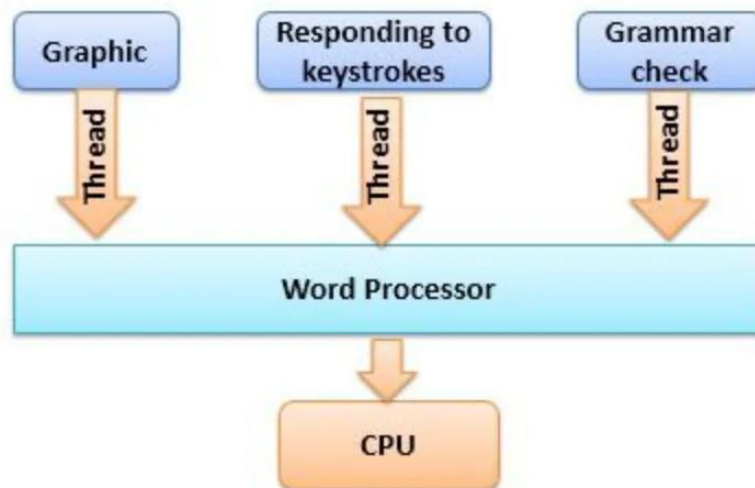 Graphic
Responding to
keystrokes
Grammar
check
Thread
Thread
Thread
Word Processor
CPU